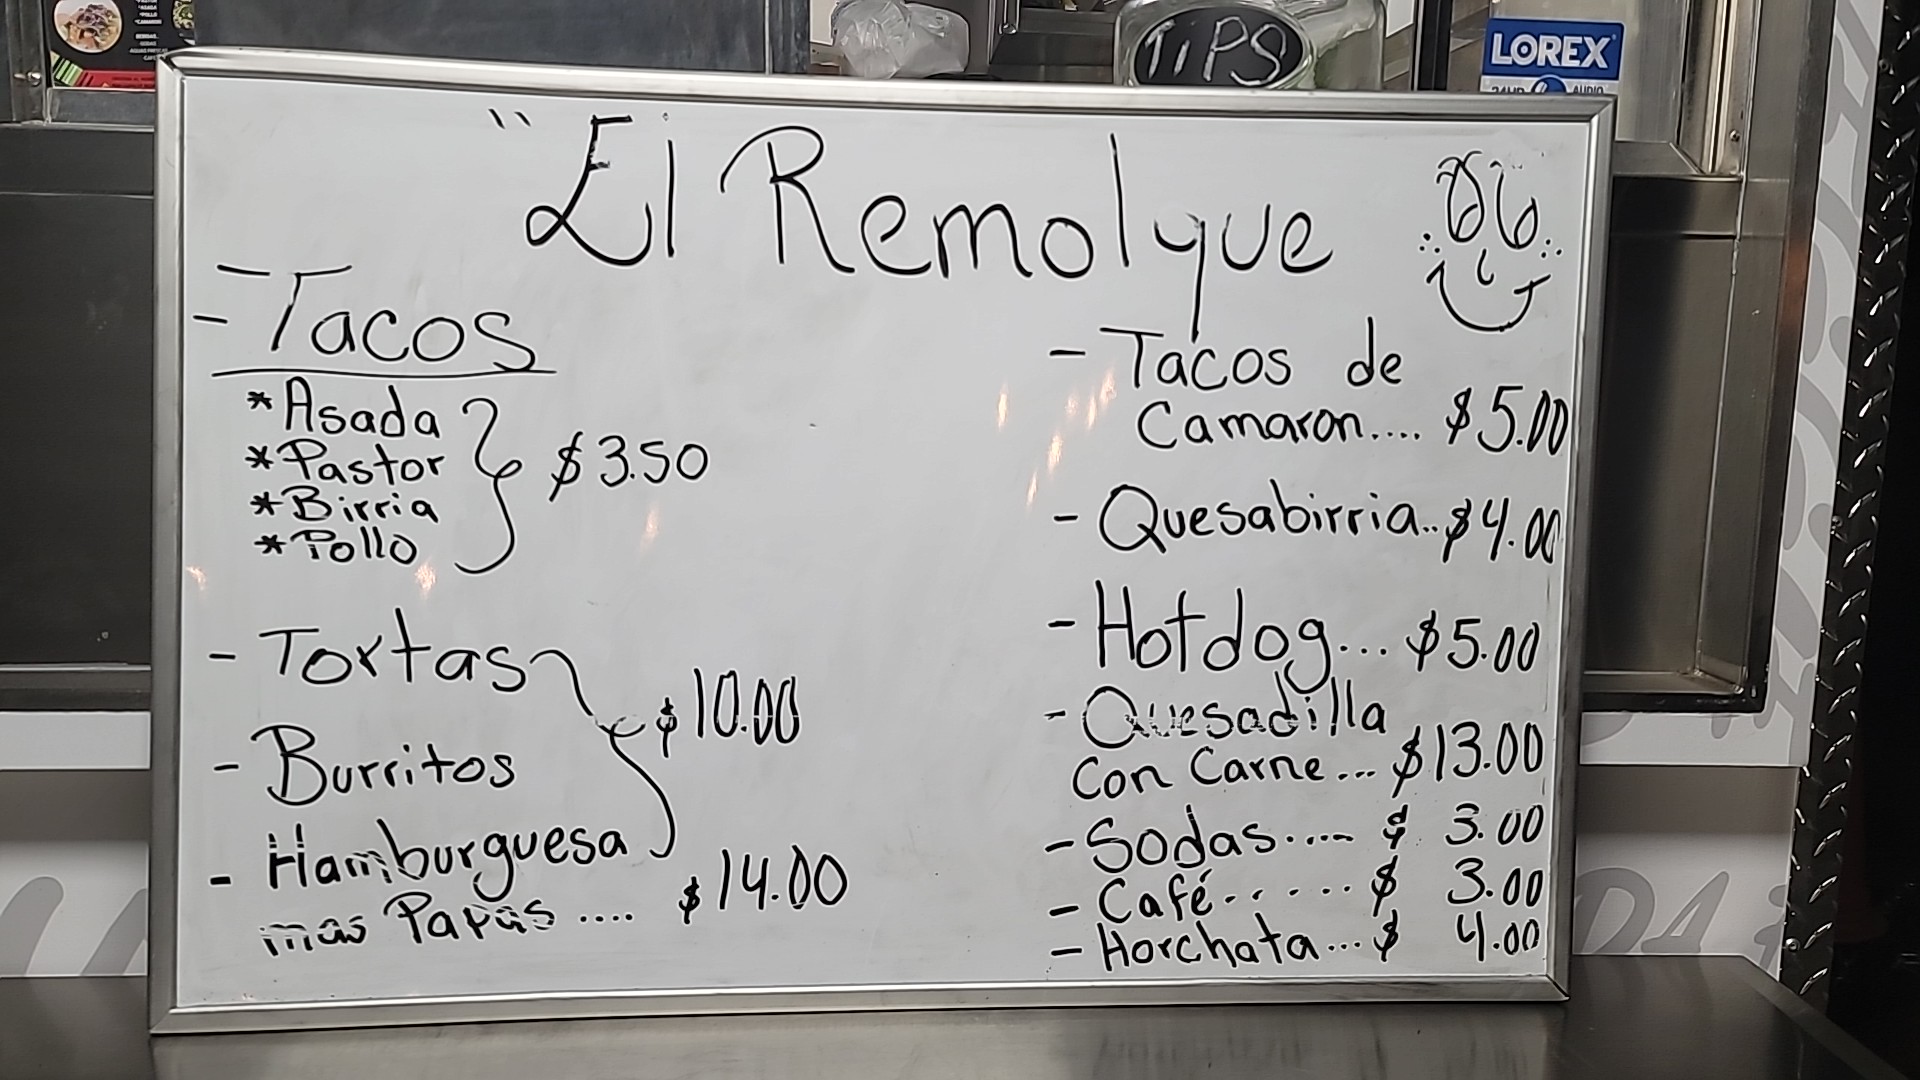 TIPS
LOREX
24HR AUDIO
" El Remolque
- Tacos
* Asada
* Pastor
* Birria
* Pollo
$3.50
- Tortas
- Burritos
$10.00
- Hamburguesa
mas Papas .... $14.00
- Tacos de
Camaron.... $5.00
- Quesabirria.. $4.00
- Hotdog... $5.00
- Quesadilla
con Carne... $13.00
- Sodas.... $ 3.00
- Café...... $ 3.00
- Horchata... $ 4.00